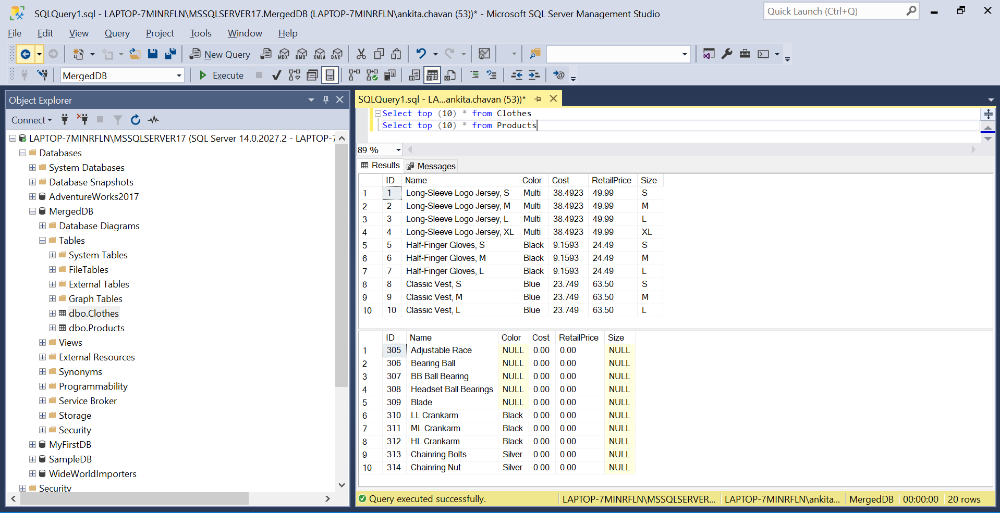 SQLQuery1.sql - LAPTOP-7MINRFLN\MSSQLSERVER17.MergedDB (LAPTOP-7MINRFLN\ankita.chavan (53))* - Microsoft SQL Server Management Studio
Quick Launch (Ctrl+Q)
File Edit View Query Project Tools Window Help
New Query MDX DMX XMLA DAX
MergedDB Execute
Object Explorer
Connect
LAPTOP-7MINRFLN\MSSQLSERVER17 (SQL Server 14.0.2027.2 - LAPTOP-7
Databases
System Databases
Database Snapshots
AdventureWorks2017
MergedDB
Database Diagrams
Tables
System Tables
FileTables
External Tables
Graph Tables
dbo.Clothes
dbo.Products
Views
External Resources
Synonyms
Programmability
Service Broker
Storage
Security
MyFirstDB
SampleDB
WideWorldImporters
Security
SQLQuery1.sql - LA...ankita.chavan (53))*
Select top (10) * from Clothes
Select top (10) * from Products
89 %
Results Messages
ID Name Color Cost RetailPrice Size
1 1 Long-Sleeve Logo Jersey, S Multi 38.4923 49.99 S
2 2 Long-Sleeve Logo Jersey, M Multi 38.4923 49.99 M
3 3 Long-Sleeve Logo Jersey, L Multi 38.4923 49.99 L
4 4 Long-Sleeve Logo Jersey, XL Multi 38.4923 49.99 XL
5 5 Half-Finger Gloves, S Black 9.1593 24.49 S
6 6 Half-Finger Gloves, M Black 9.1593 24.49 M
7 7 Half-Finger Gloves, L Black 9.1593 24.49 L
8 8 Classic Vest, S Blue 23.749 63.50 S
9 9 Classic Vest, M Blue 23.749 63.50 M
10 10 Classic Vest, L Blue 23.749 63.50 L
ID Name Color Cost RetailPrice Size
1 305 Adjustable Race NULL 0.00 0.00 NULL
2 306 Bearing Ball NULL 0.00 0.00 NULL
3 307 BB Ball Bearing NULL 0.00 0.00 NULL
4 308 Headset Ball Bearings NULL 0.00 0.00 NULL
5 309 Blade NULL 0.00 0.00 NULL
6 310 LL Crankarm Black 0.00 0.00 NULL
7 311 ML Crankarm Black 0.00 0.00 NULL
8 312 HL Crankarm Black 0.00 0.00 NULL
9 313 Chainring Bolts Silver 0.00 0.00 NULL
10 314 Chainring Nut Silver 0.00 0.00 NULL
Query executed successfully. LAPTOP-7MINRFLN\MSSQLSERVER... LAPTOP-7MINRFLN\ankita... MergedDB 00:00:00 20 rows